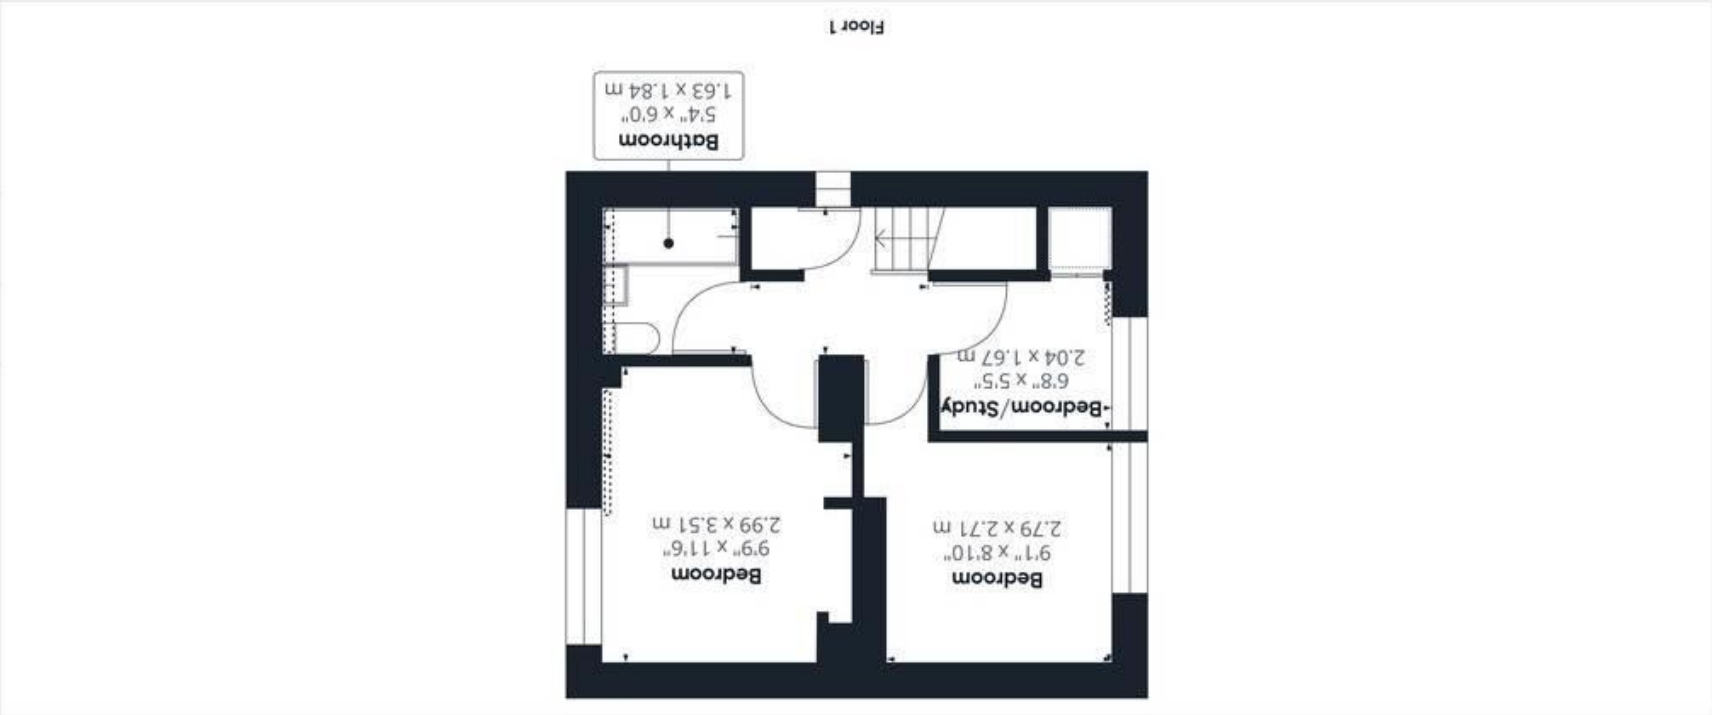 Bedroom
9'1" x 8'10"
2.79 x 2.71 m
Bedroom
9'9" x 11'6"
2.99 x 3.51 m
Bedroom/Study
6'8" x 5'5"
2.04 x 1.67 m
Bathroom
5'4" x 6'0"
1.63 x 1.84 m
Floor 1